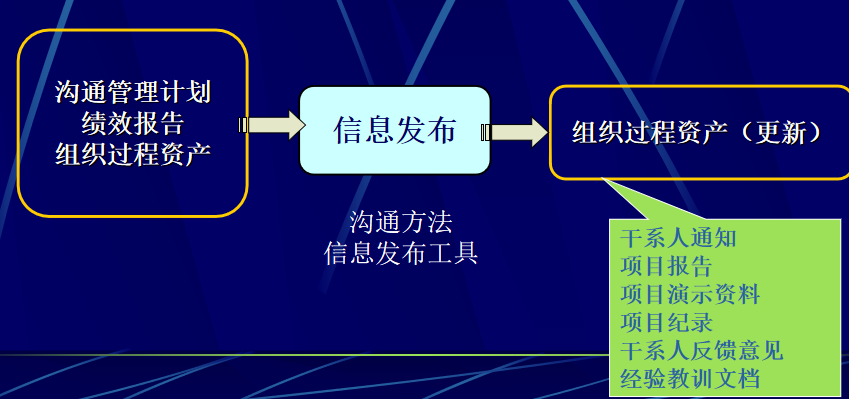 沟通管理计划
绩效报告
组织过程资产
信息发布
沟通方法
信息发布工具
组织过程资产（更新）
干系人通知
项目报告
项目演示资料
项目纪录
干系人反馈意见
经验教训文档